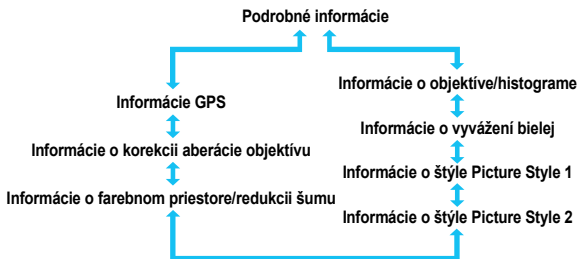 Podrobné informácie
Informácie o objektíve/histograme
Informácie GPS
Informácie o vyvážení bielej
Informácie o korekcii aberácie objektívu
Informácie o štýle Picture Style 1
Informácie o farebnom priestore/redukcii šumu
Informácie o štýle Picture Style 2